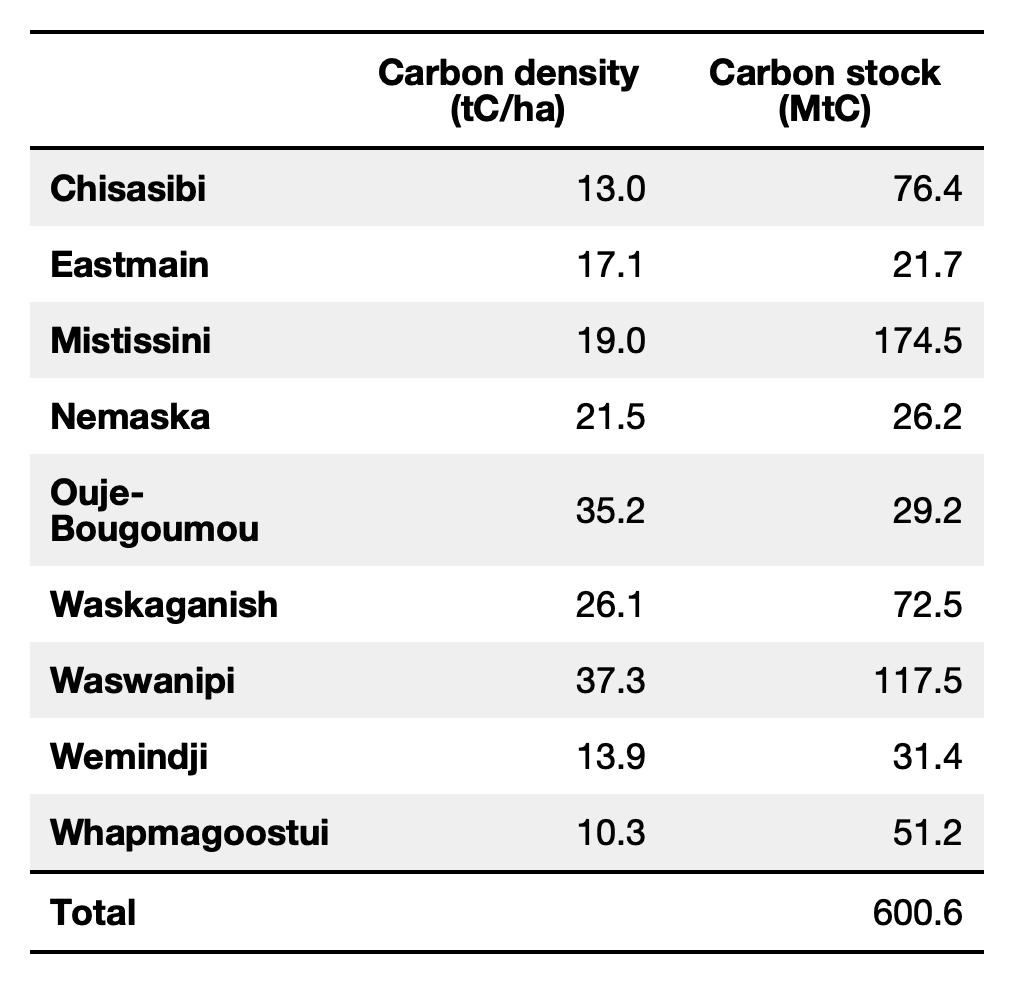 Carbon density Carbon stock
(tC/ha) (MtC)
Chisasibi 13.0 76.4
Eastmain 17.1 21.7
Mistissini 19.0 174.5
Nemaska 21.5 26.2
Ouje-
Bougoumou 35.2 29.2
Waskaganish 26.1 72.5
Waswanipi 37.3 117.5
Wemindji 13.9 31.4
Whapmagoostui 10.3 51.2
Total 600.6